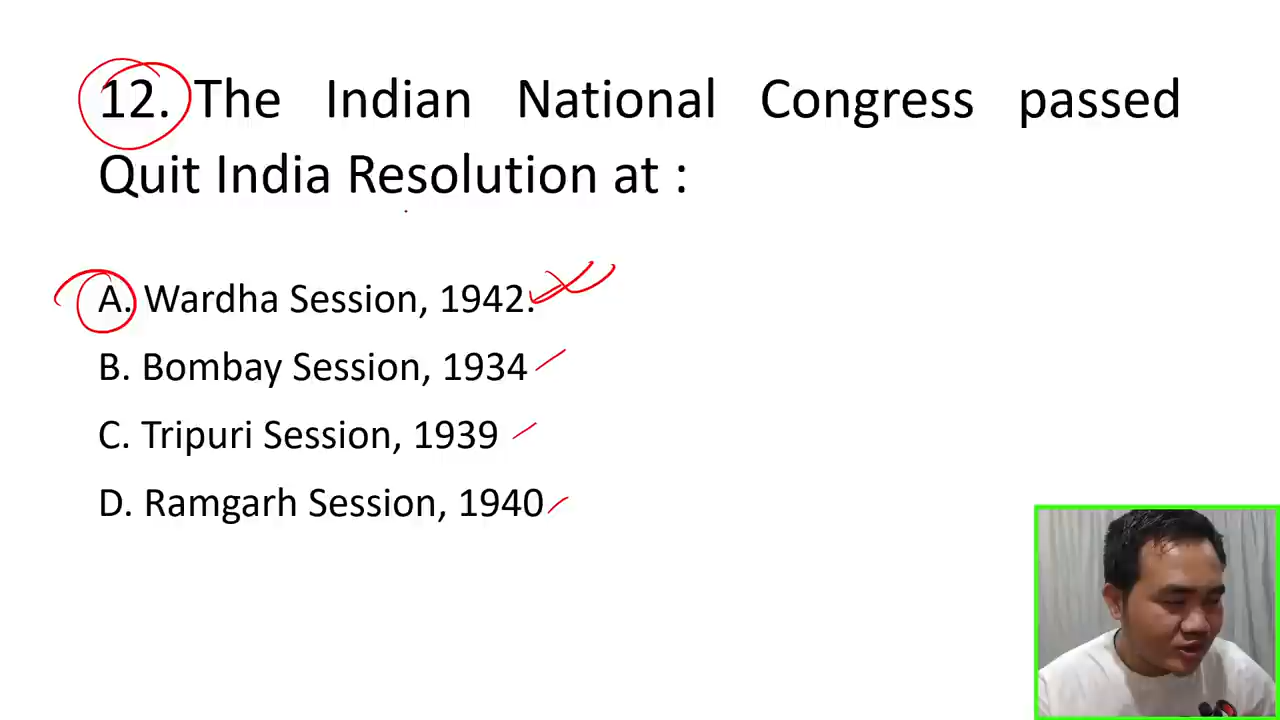 12. The Indian National Congress passed
Quit India Resolution at :
A. Wardha Session, 1942.
B. Bombay Session, 1934
C. Tripuri Session, 1939
D. Ramgarh Session, 1940